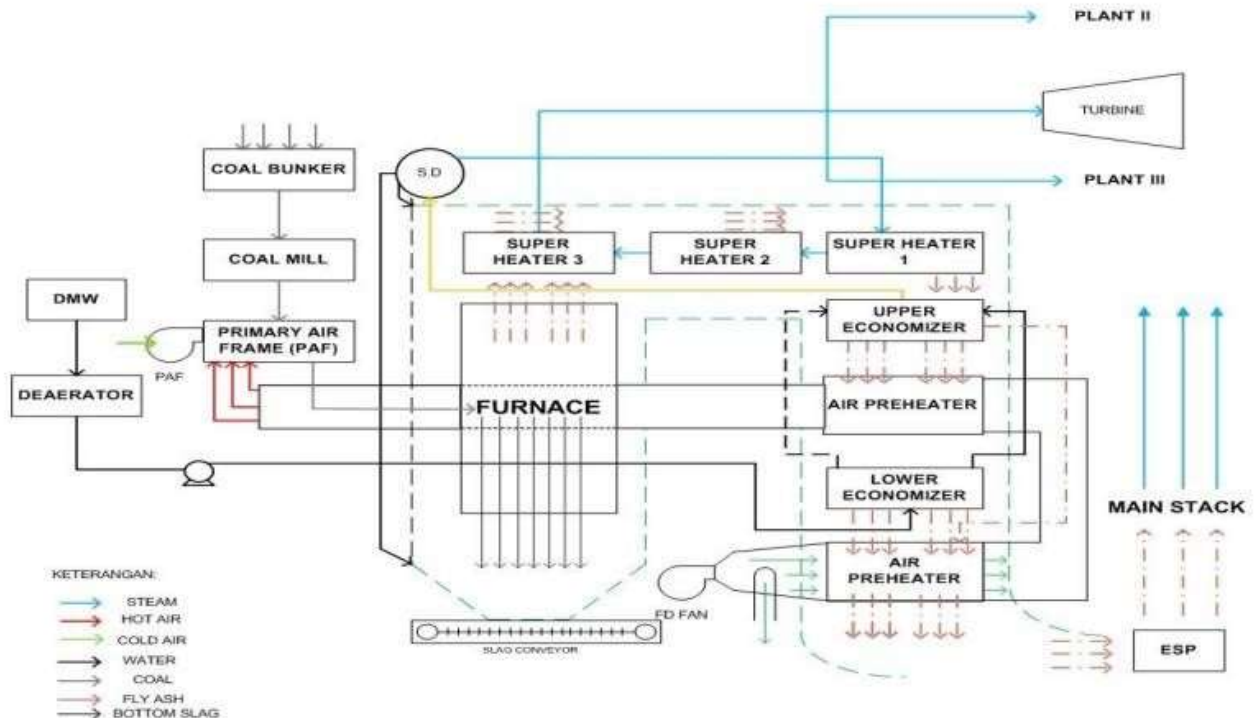 PLANT II
TURBINE
PLANT III
COAL BUNKER
S.D
COAL MILL
SUPER
HEATER 3
SUPER
HEATER 2
SUPER HEATER
1
DMW
PRIMARY AIR
FRAME (PAF)
PAF
UPPER
ECONOMIZER
DEAERATOR
FURNACE
AIR PREHEATER
LOWER
ECONOMIZER
MAIN STACK
AIR
PREHEATER
FD FAN
SLAG CONVEYOR
ESP
KETERANGAN:
STEAM
HOT AIR
COLD AIR
WATER
COAL
FLY ASH
BOTTOM SLAG